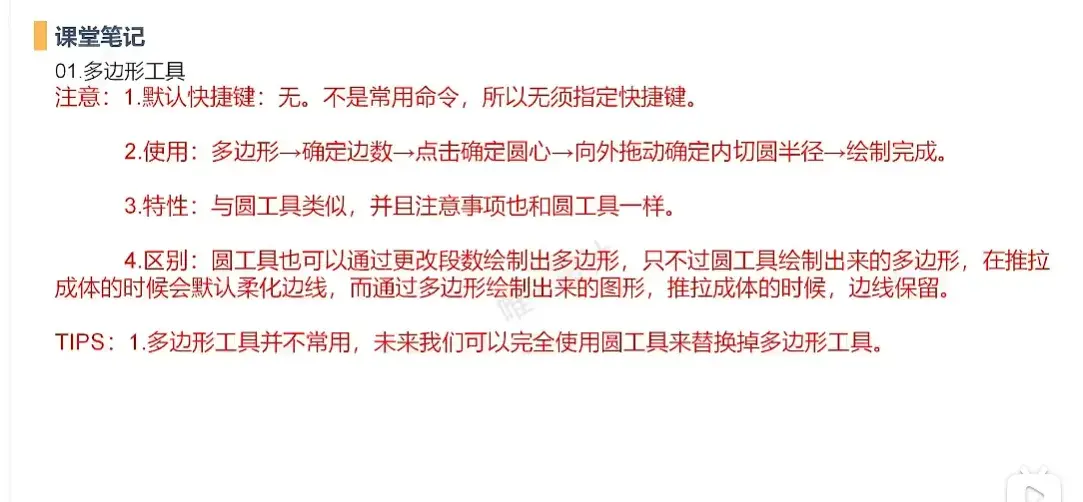 课堂笔记
01.多边形工具
注意：1.默认快捷键：无。不是常用命令，所以无须指定快捷键。
2.使用：多边形→确定边数→点击确定圆心→向外拖动确定内切圆半径→绘制完成。
3.特性：与圆工具类似，并且注意事项也和圆工具一样。
4.区别：圆工具也可以通过更改段数绘制出多边形，只不过圆工具绘制出来的多边形，在推拉
成体的时候会默认柔化边线，而通过多边形绘制出来的图形，推拉成体的时候，边线保留。
TIPS：1.多边形工具并不常用，未来我们可以完全使用圆工具来替换掉多边形工具。